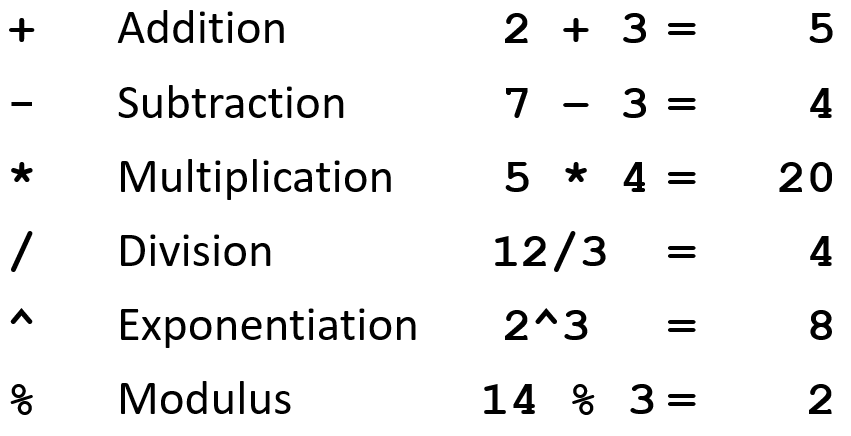 + Addition 2 + 3 = 5
- Subtraction 7 - 3 = 4
* Multiplication 5 * 4 = 20
/ Division 12/3 = 4
^ Exponentiation 2^3 = 8
% Modulus 14 % 3 = 2